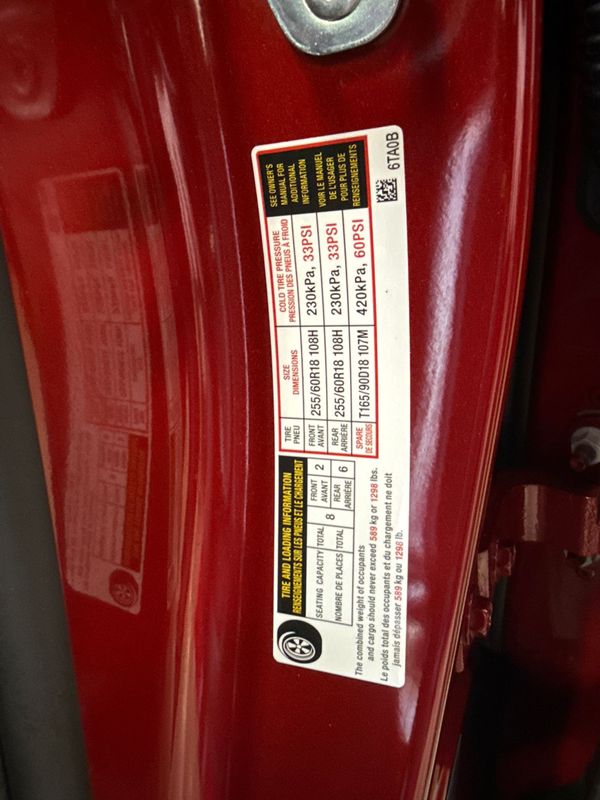 TIRE AND LOADING INFORMATION
RENSEIGNEMENTS SUR LES PNEUS ET LE CHARGEMENT
SEATING CAPACITY TOTAL 8 FRONT AVANT 2
NOMBRE DE PLACES TOTAL REAR ARRIÈRE 6
The combined weight of occupants
and cargo should never exceed 589 kg or 1298 lbs.
Le poids total des occupants et du chargement ne doit
jamais dépasser 589 kg ou 1298 lb.
TIRE PNEU
SIZE DIMENSIONS
COLD TIRE PRESSURE
PRESSION DES PNEUS À FROID
FRONT AVANT 255/60R18 108H 230kPa, 33PSI
REAR ARRIÈRE 255/60R18 108H 230kPa, 33PSI
SPARE DE SECOURS T165/90D18 107M 420kPa, 60PSI
SEE OWNER'S
MANUAL FOR
ADDITIONAL
INFORMATION
VOIR LE MANUEL
DE L'USAGER
POUR PLUS DE
RENSEIGNEMENTS
6TA0B